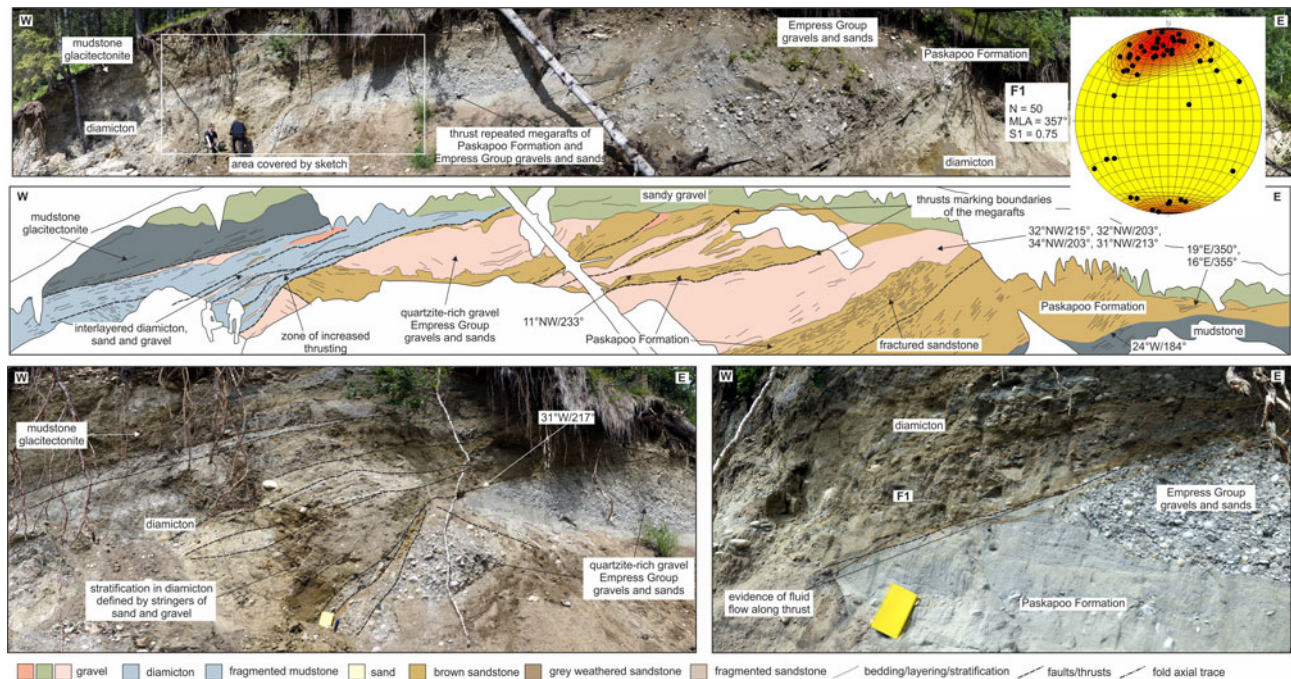 W
E
mudstone
glacitectonite
diamicton
area covered by sketch
thrust repeated megarafts of
Paskapoo Formation and
Empress Group gravels and sands
Empress Group
gravels and sands
Paskapoo Formation
diamicton
F1
N = 50
MLA = 357°
S1 = 0.75
N
W
E
mudstone
glacitectonite
sandy gravel
thrusts marking boundaries
of the megarafts
32°NW/215°, 32°NW/203°,
34°NW/203°, 31°NW/213°
19°E/350°,
16°E/355°
interlayered diamicton,
sand and gravel
zone of increased
thrusting
quartzite-rich gravel
Empress Group
gravels and sands
11°NW/233°
Paskapoo Formation
fractured sandstone
Paskapoo Formation
mudstone
24°W/184°
W
E
mudstone
glacitectonite
31°W/217°
diamicton
stratification in diamicton
defined by stringers of
sand and gravel
quartzite-rich gravel
Empress Group
gravels and sands
W
E
diamicton
F1
Empress Group
gravels and sands
evidence of fluid
flow along thrust
Paskapoo Formation
gravel diamicton fragmented mudstone sand brown sandstone grey weathered sandstone fragmented sandstone bedding/layering/stratification faults/thrusts fold axial trace